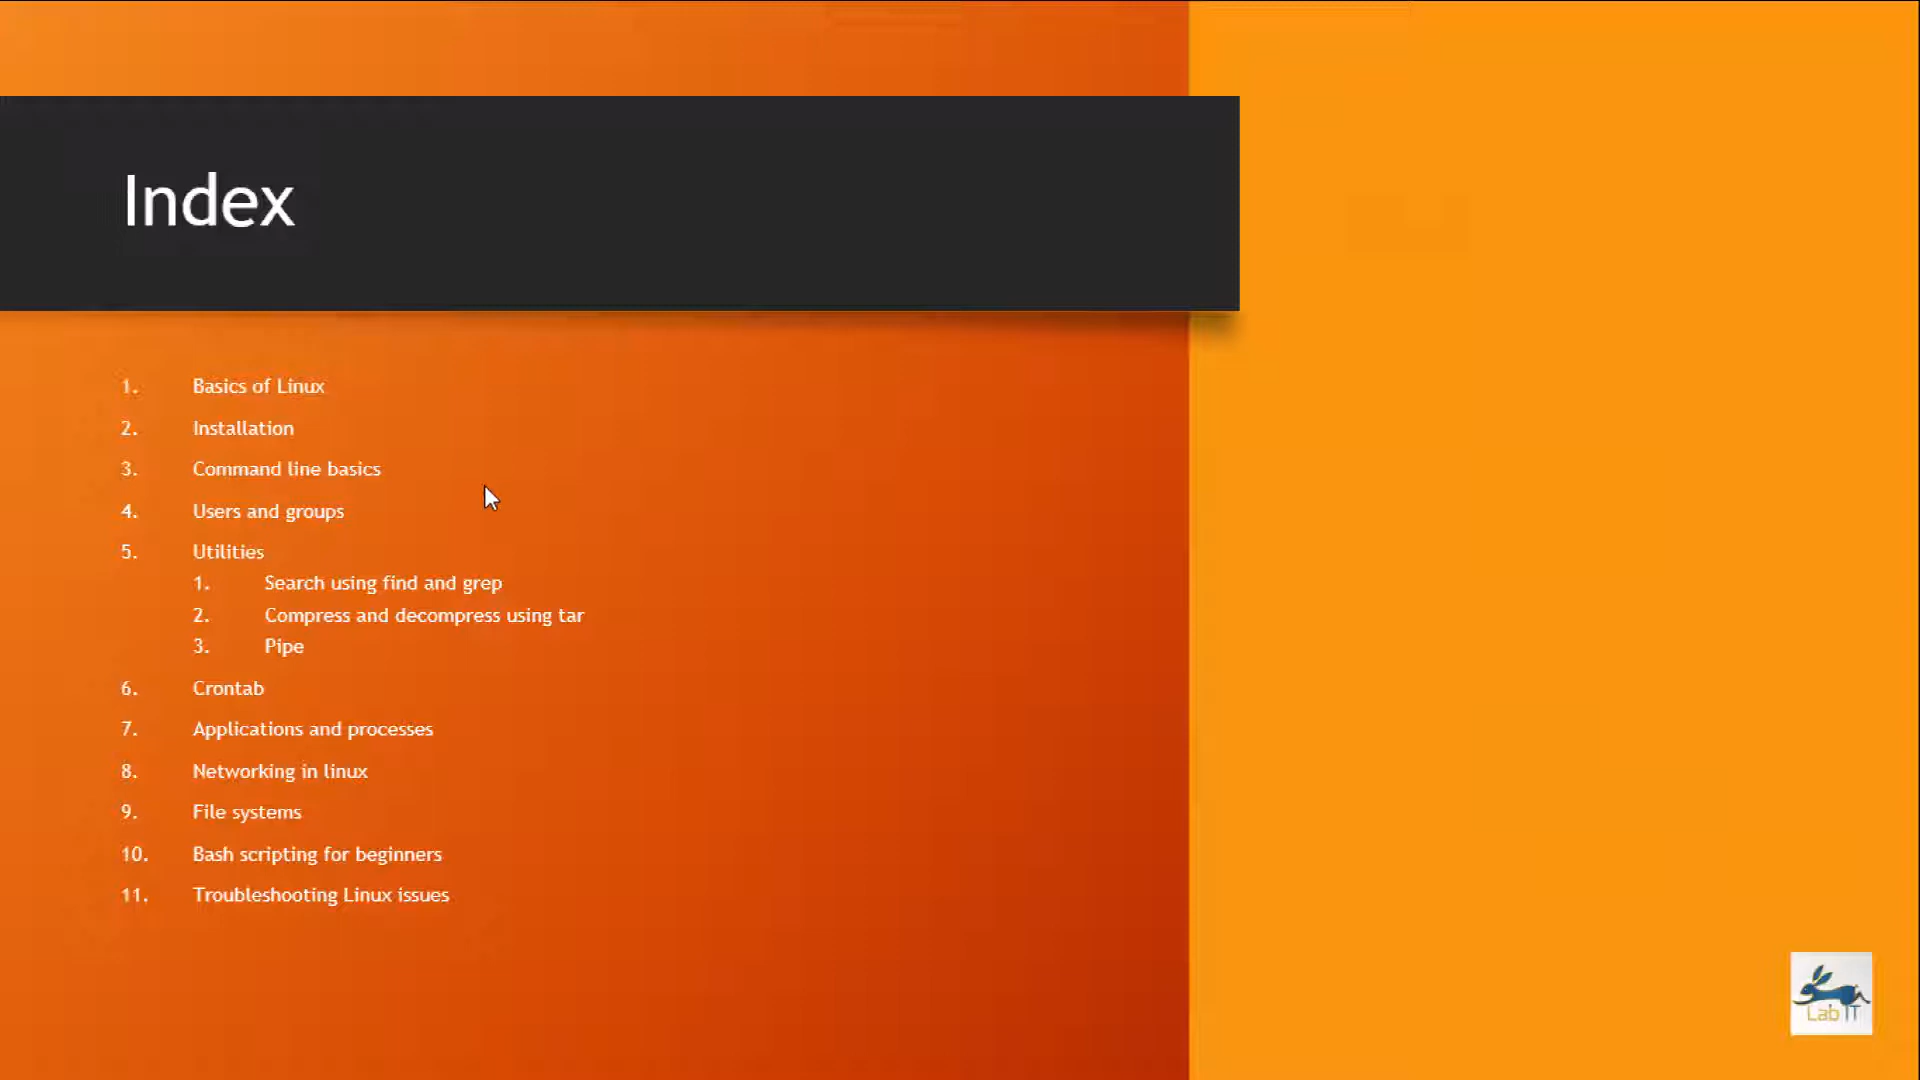 Index
1. Basics of Linux
2. Installation
3. Command line basics
4. Users and groups
5. Utilities
1. Search using find and grep
2. Compress and decompress using tar
3. Pipe
6. Crontab
7. Applications and processes
8. Networking in linux
9. File systems
10. Bash scripting for beginners
11. Troubleshooting Linux issues
Lab IT